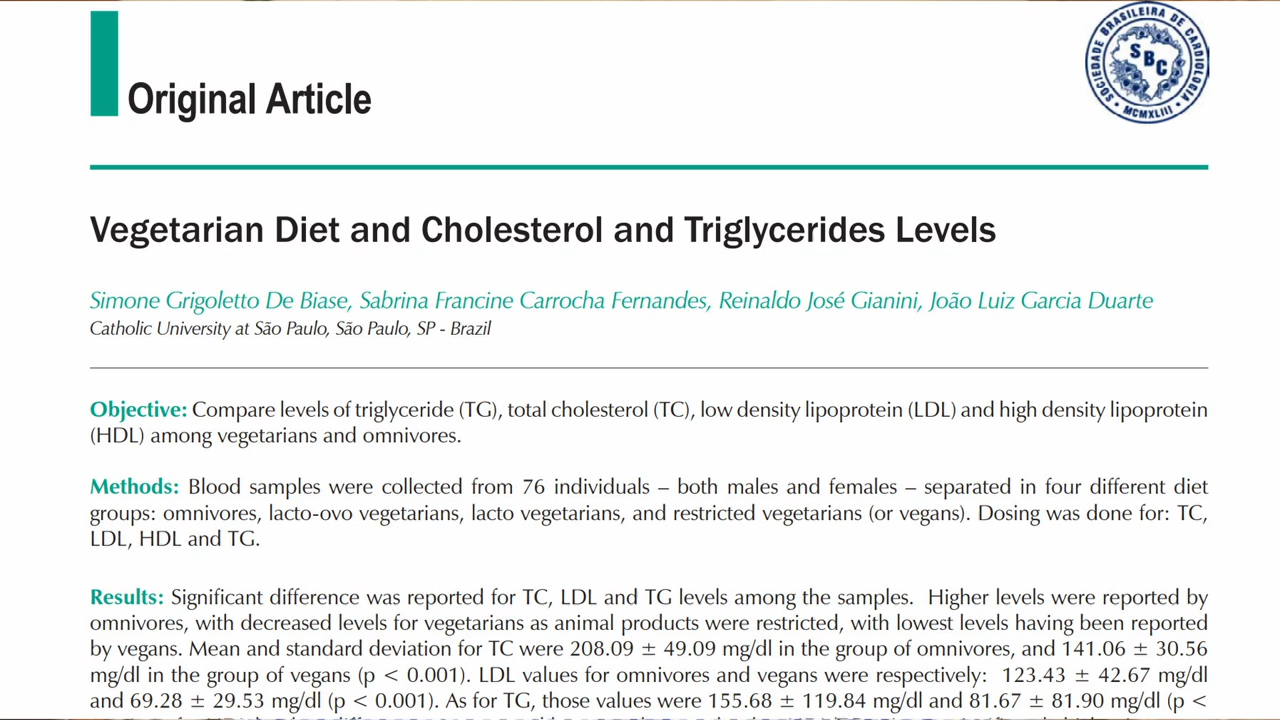 SOCIEDADE BRASILEIRA DE CARDIOLOGIA
SBC
MCMXLIII
Original Article
Vegetarian Diet and Cholesterol and Triglycerides Levels
Simone Grigoletto De Biase, Sabrina Francine Carrocha Fernandes, Reinaldo José Gianini, João Luiz Garcia Duarte
Catholic University at São Paulo, São Paulo, SP - Brazil
Objective: Compare levels of triglyceride (TG), total cholesterol (TC), low density lipoprotein (LDL) and high density lipoprotein
(HDL) among vegetarians and omnivores.
Methods: Blood samples were collected from 76 individuals – both males and females – separated in four different diet
groups: omnivores, lacto-ovo vegetarians, lacto vegetarians, and restricted vegetarians (or vegans). Dosing was done for: TC,
LDL, HDL and TG.
Results: Significant difference was reported for TC, LDL and TG levels among the samples. Higher levels were reported by
omnivores, with decreased levels for vegetarians as animal products were restricted, with lowest levels having been reported
by vegans. Mean and standard deviation for TC were 208.09 ± 49.09 mg/dl in the group of omnivores, and 141.06 ± 30.56
mg/dl in the group of vegans (p < 0.001). LDL values for omnivores and vegans were respectively: 123.43 ± 42.67 mg/dl
and 69.28 ± 29.53 mg/dl (p < 0.001). As for TG, those values were 155.68 ± 119.84 mg/dl and 81.67 ± 81.90 mg/dl (p <